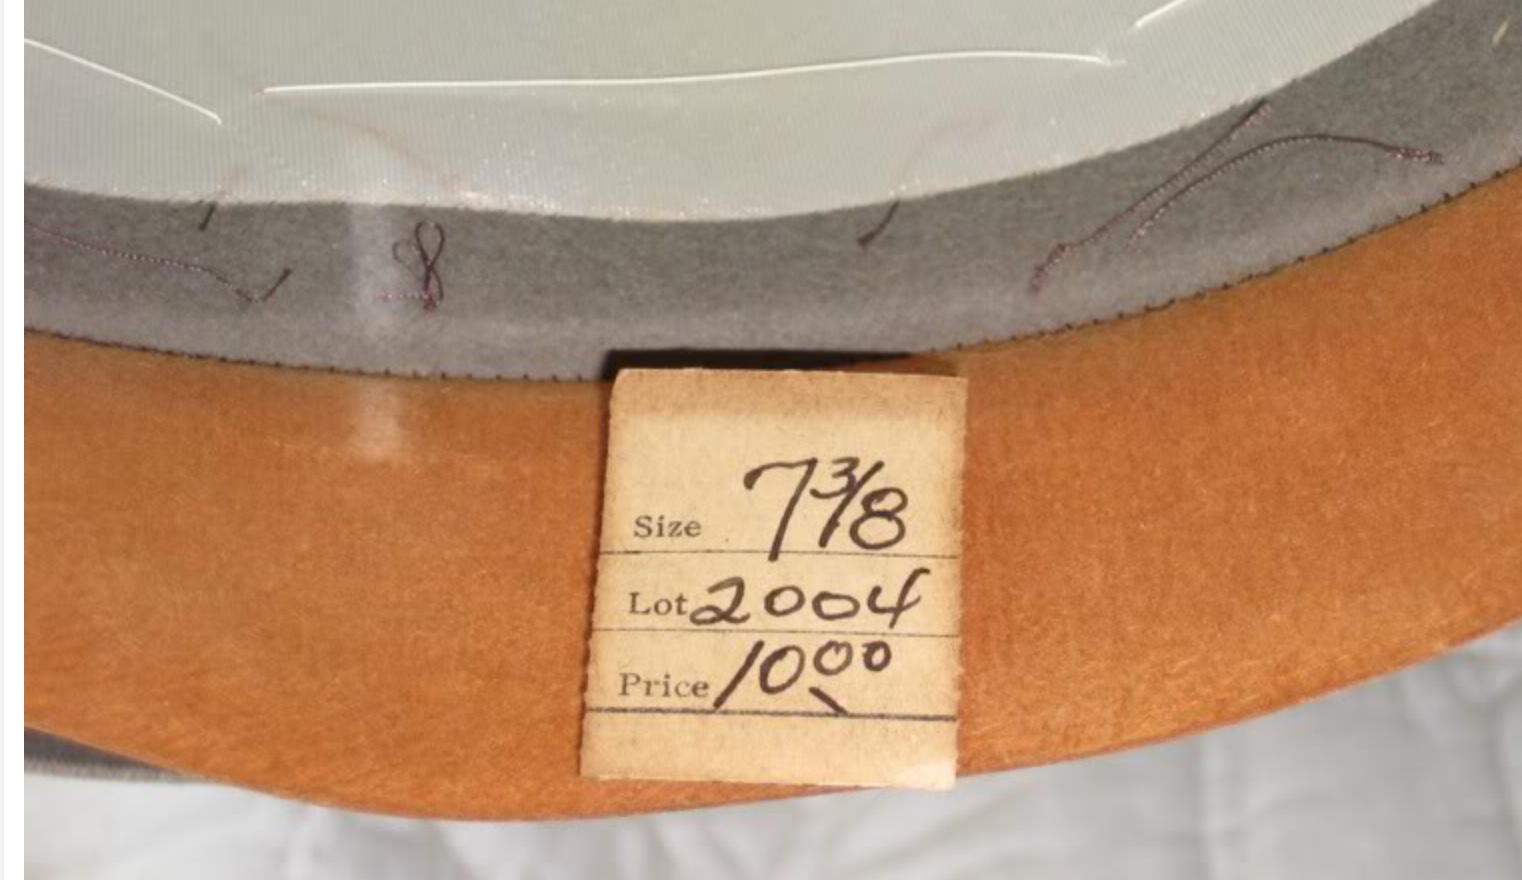 Size 7 3/8
Lot 2004
Price 10 00